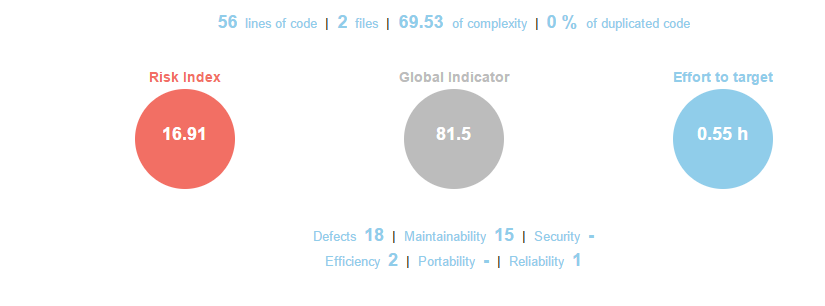 56 lines of code | 2 files | 69.53 of complexity | 0 % of duplicated code
Risk Index Global Indicator Effort to target
16.91 81.5 0.55 h
Defects 18 | Maintainability 15 | Security -
Efficiency 2 | Portability - | Reliability 1